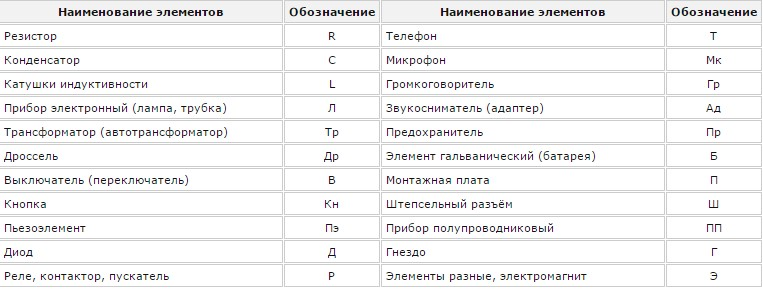 Наименование элементов Обозначение Наименование элементов Обозначение
Резистор R Телефон Т
Конденсатор C Микрофон Мк
Катушки индуктивности L Громкоговоритель Гр
Прибор электронный (лампа, трубка) Л Звукосниматель (адаптер) Ад
Трансформатор (автотрансформатор) Тр Предохранитель Пр
Дроссель Др Элемент гальванический (батарея) Б
Выключатель (переключатель) В Монтажная плата П
Кнопка Кн Штепсельный разъём Ш
Пьезоэлемент Пэ Прибор полупроводниковый ПП
Диод Д Гнездо Г
Реле, контактор, пускатель Р Элементы разные, электромагнит Э